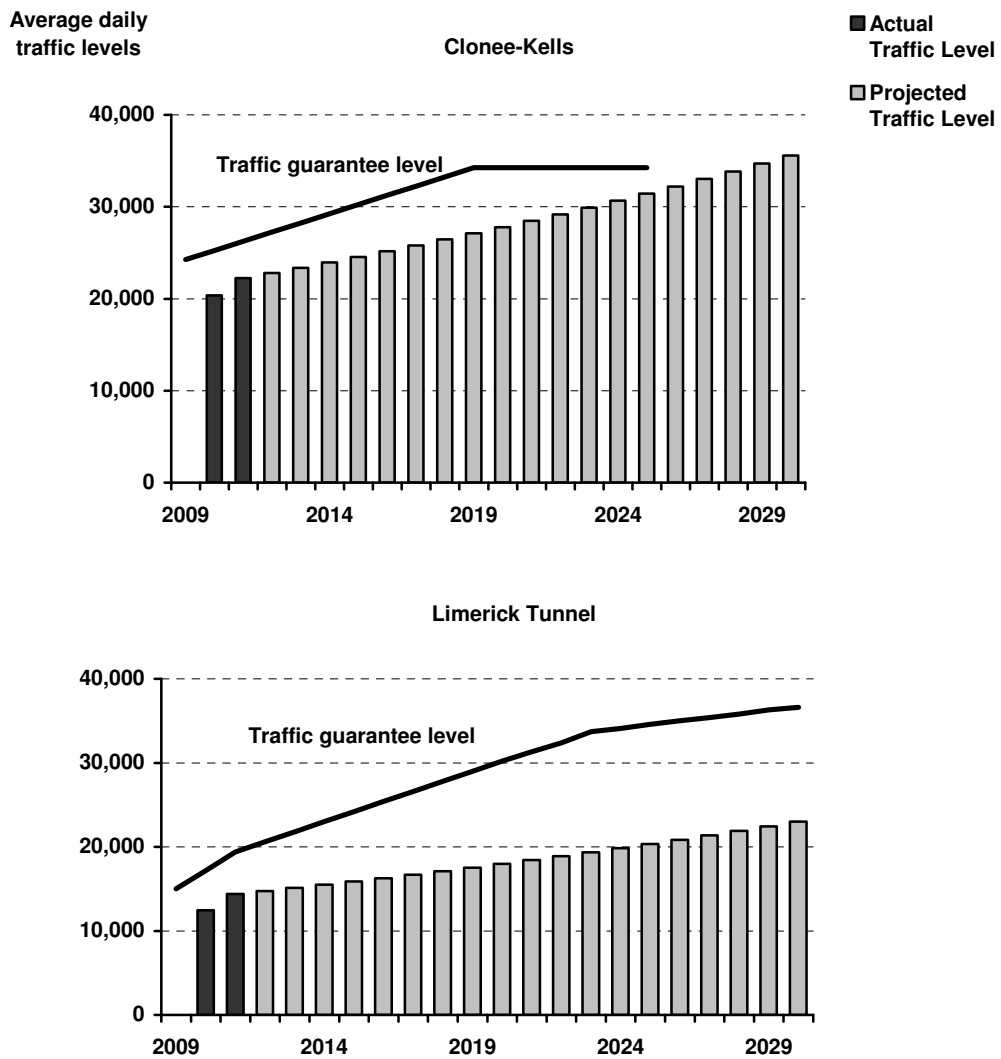 Average daily
traffic levels
Clonee-Kells
Actual
Traffic Level
Projected
Traffic Level
40,000
Traffic guarantee level
30,000
20,000
10,000
0
2009 2014 2019 2024 2029
Limerick Tunnel
40,000
Traffic guarantee level
30,000
20,000
10,000
0
2009 2014 2019 2024 2029